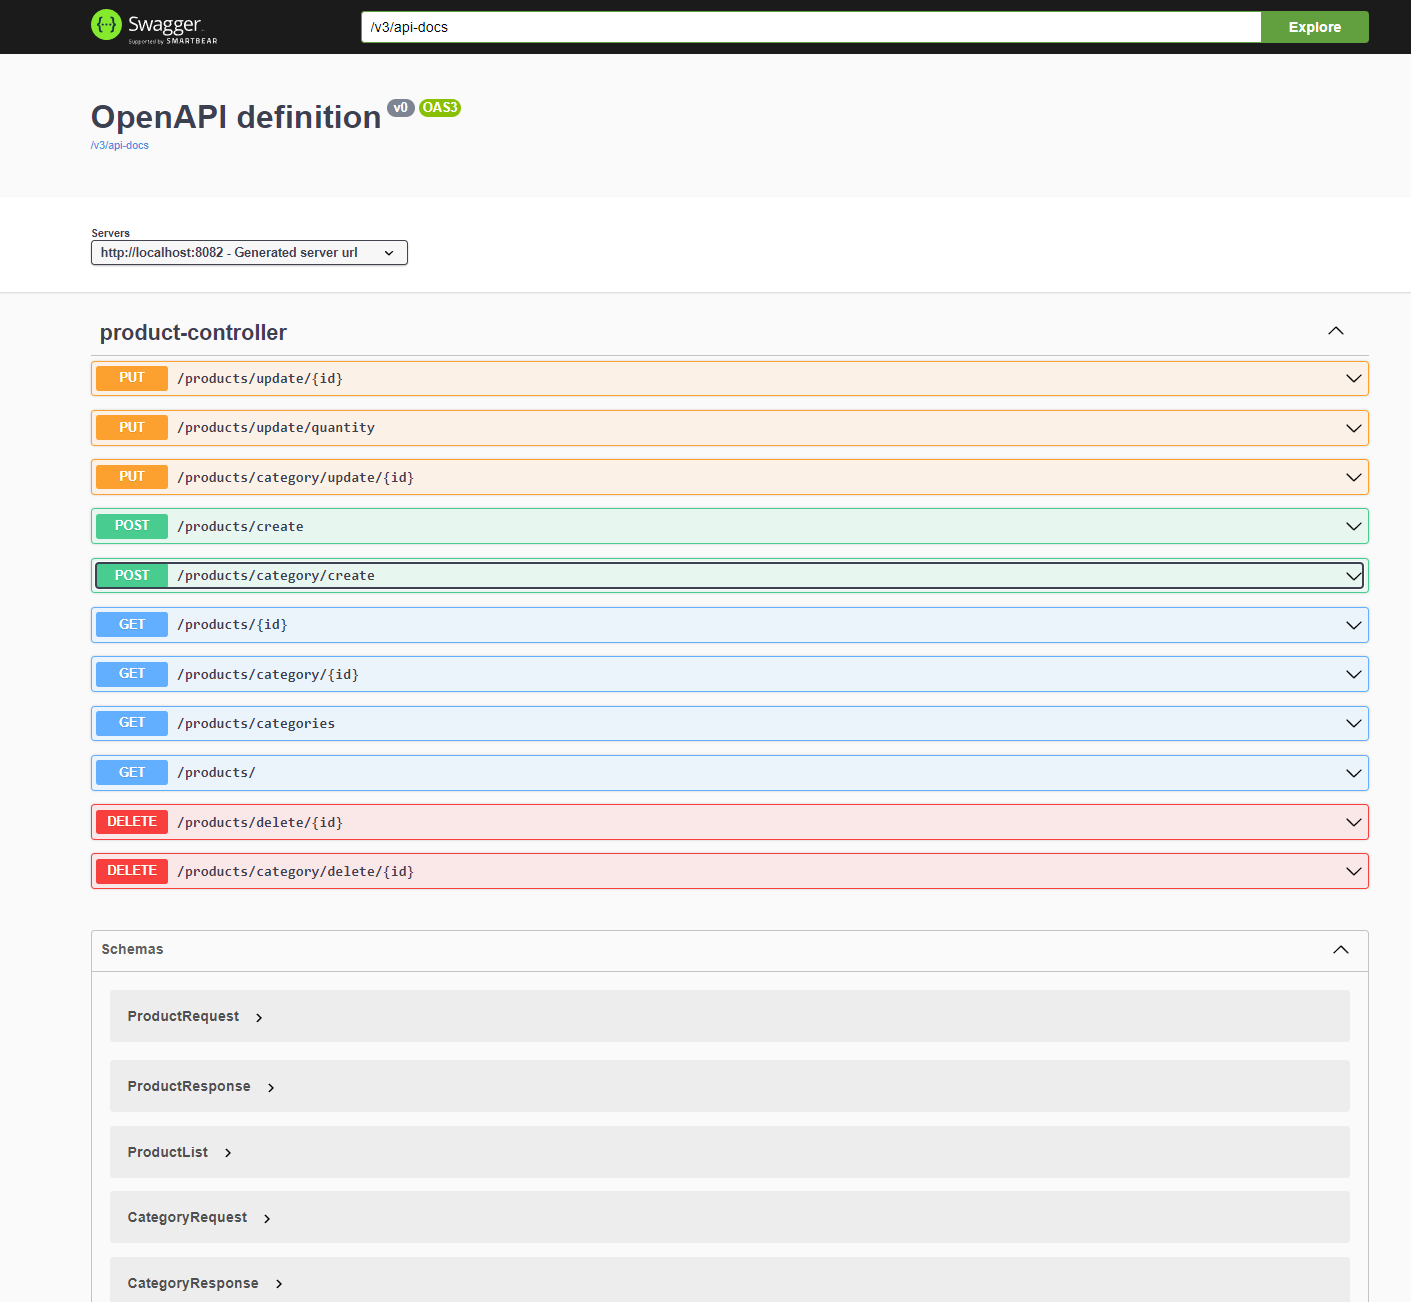 Swagger
Supported by SMARTBEAR
/v3/api-docs
Explore
OpenAPI definition v0 OAS3
/v3/api-docs
Servers
http://localhost:8082 - Generated server url
product-controller
PUT /products/update/{id}
PUT /products/update/quantity
PUT /products/category/update/{id}
POST /products/create
POST /products/category/create
GET /products/{id}
GET /products/category/{id}
GET /products/categories
GET /products/
DELETE /products/delete/{id}
DELETE /products/category/delete/{id}
Schemas
ProductRequest
ProductResponse
ProductList
CategoryRequest
CategoryResponse